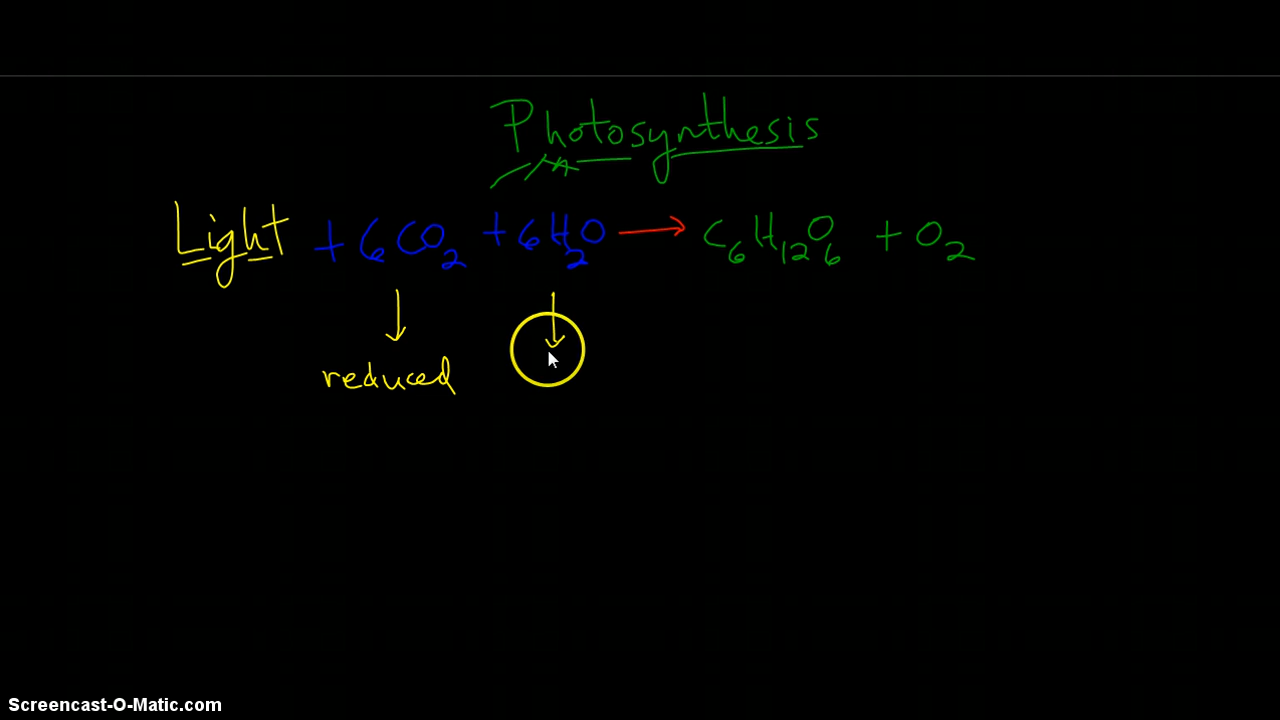 Photosynthesis
Light + 6CO₂ + 6H₂O → C₆H₁₂O₆ + O₂
reduced
Screencast-O-Matic.com